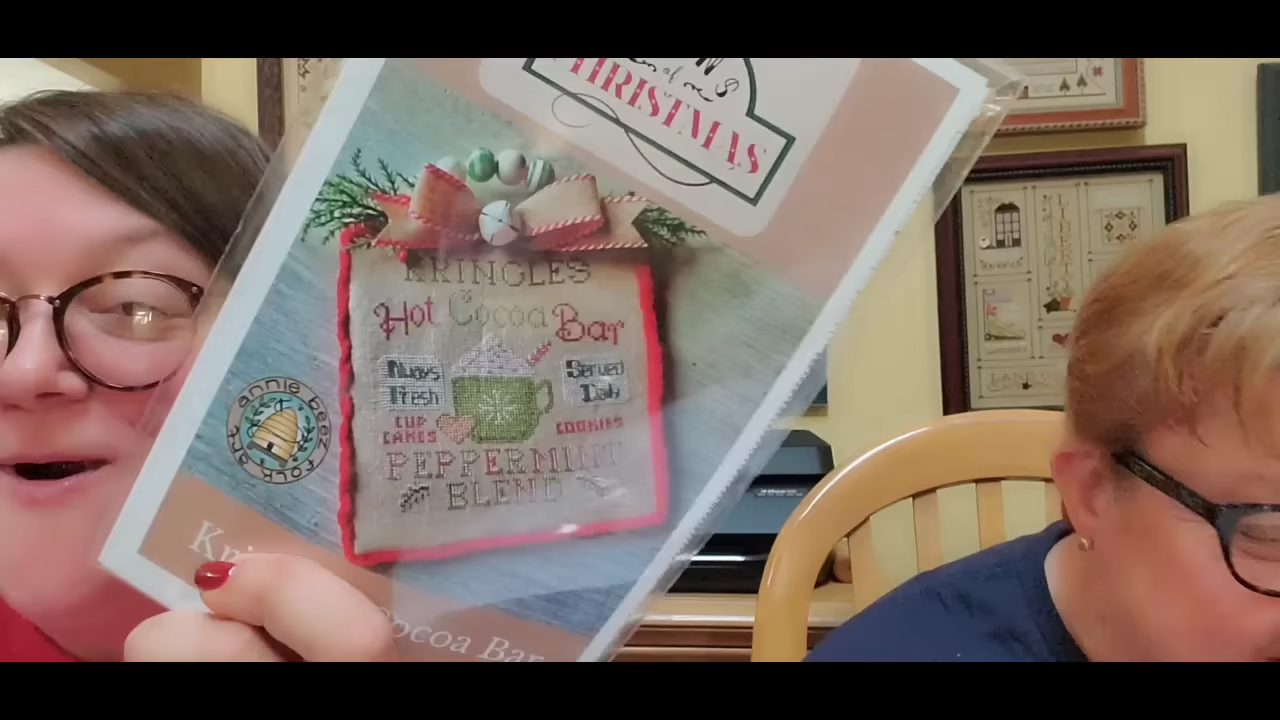 CHRISTMAS
KRINGLES
Hot Cocoa Bar
Always Fresh
Served Daily
CUP CAKES
COOKIES
PEPPERMINT
BLEND
annie beez folk art
Cocoa Bar
LIBERTY